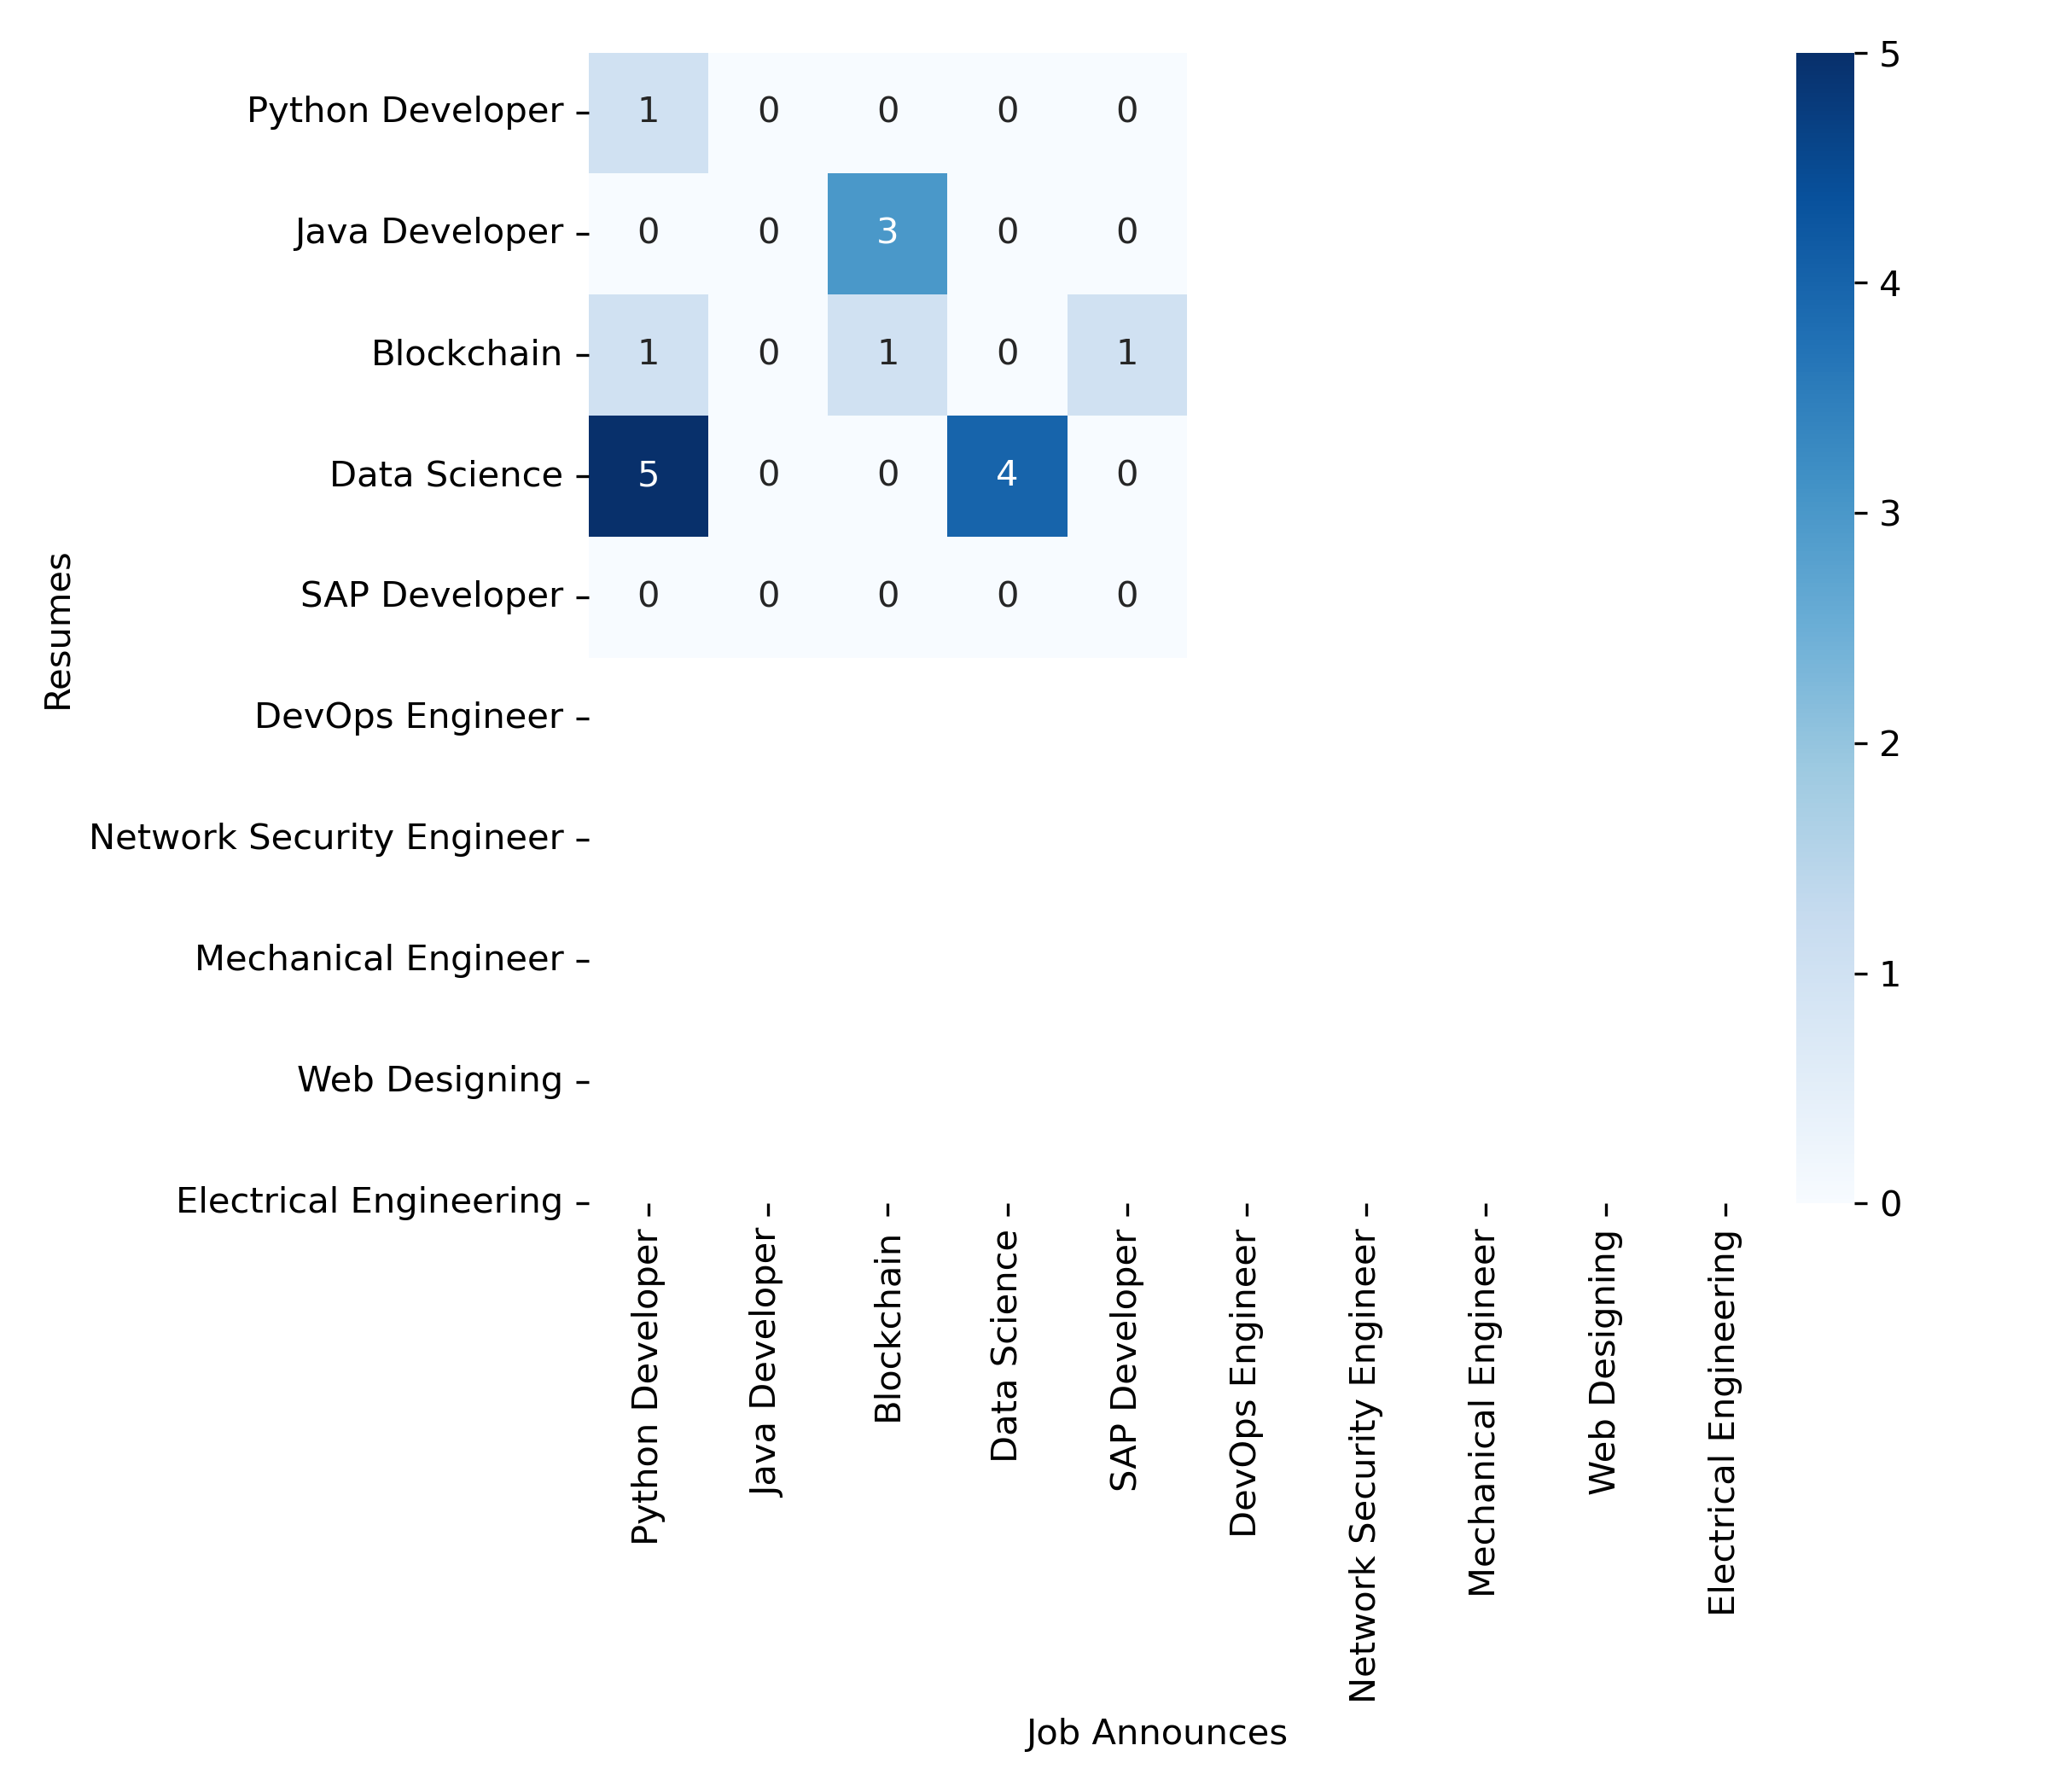 Python Developer 1 0 0 0 0
Java Developer 0 0 3 0 0
Blockchain 1 0 1 0 1
Data Science 5 0 0 4 0
SAP Developer 0 0 0 0 0
DevOps Engineer
Network Security Engineer
Mechanical Engineer
Web Designing
Electrical Engineering
Resumes
Python Developer
Java Developer
Blockchain
Data Science
SAP Developer
DevOps Engineer
Network Security Engineer
Mechanical Engineer
Web Designing
Electrical Engineering
Job Announces
5
4
3
2
1
0